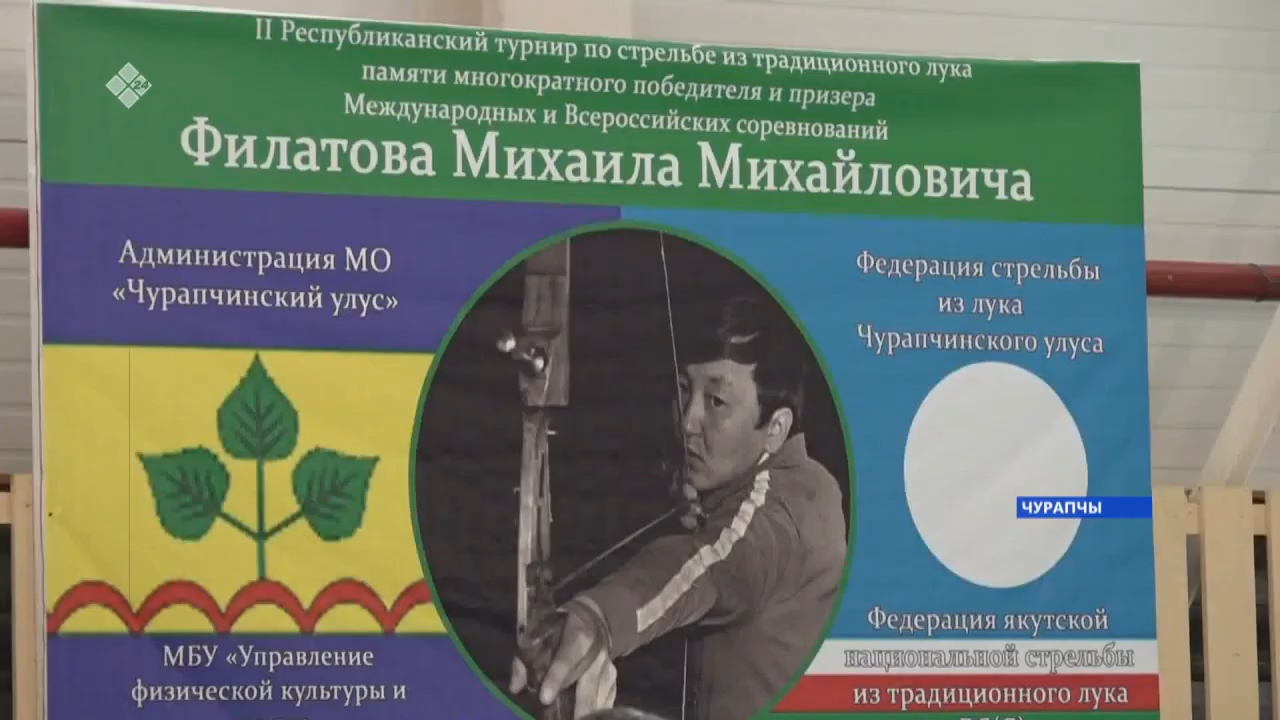 II Республиканский турнир по стрельбе из традиционного лука
памяти многократного победителя и призера
Международных и Всероссийских соревнований
Филатова Михаила Михайловича
24
Администрация МО
«Чурапчинский улус»
Федерация стрельбы
из лука
Чурапчинского улуса
ЧУРАПЧЫ
МБУ «Управление
физической культуры и
Федерация якутской
национальной стрельбы
из традиционного лука